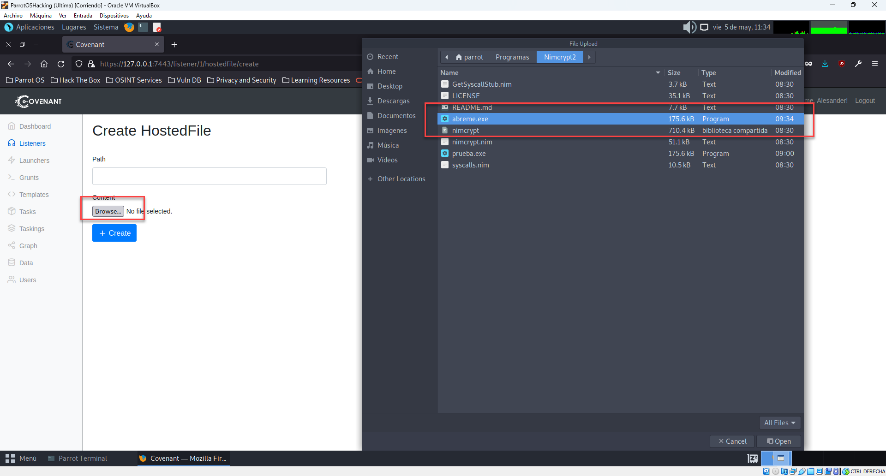 ParrotOSHacking (Ultima) [Corriendo] - Oracle VM VirtualBox
Archivo Máquina Ver Entrada Dispositivos Ayuda
Aplicaciones Lugares Sistema
vie 5 de may, 11:34
Covenant
https://127.0.0.1:7443/listener/1/hostedFile/create
Parrot OS Hack The Box OSINT Services Vuln DB Privacy and Security Learning Resources
COVENANT
Alesander! Logout
Dashboard
Listeners
Launchers
Grunts
Templates
Tasks
Taskings
Graph
Data
Users
Create HostedFile
Path
Content
Browse... No file selected.
+ Create
File Upload
Recent
Home
Desktop
Descargas
Documentos
Imágenes
Música
Videos
+ Other Locations
parrot Programas Nimcrypt2
Name Size Type Modified
GetSyscallStub.nim 3.7 kB Text 08:30
LICENSE 35.1 kB Text 08:30
README.md 7.7 kB Text 08:30
abreme.exe 175.6 kB Program 09:34
nimcrypt 710.4 kB biblioteca compartida 08:30
nimcrypt.nim 51.1 kB Text 08:30
prueba.exe 175.6 kB Program 09:00
syscalls.nim 10.5 kB Text 08:30
All Files
Cancel Open
Menú Parrot Terminal Covenant — Mozilla Fir...
CTRL DERECHA